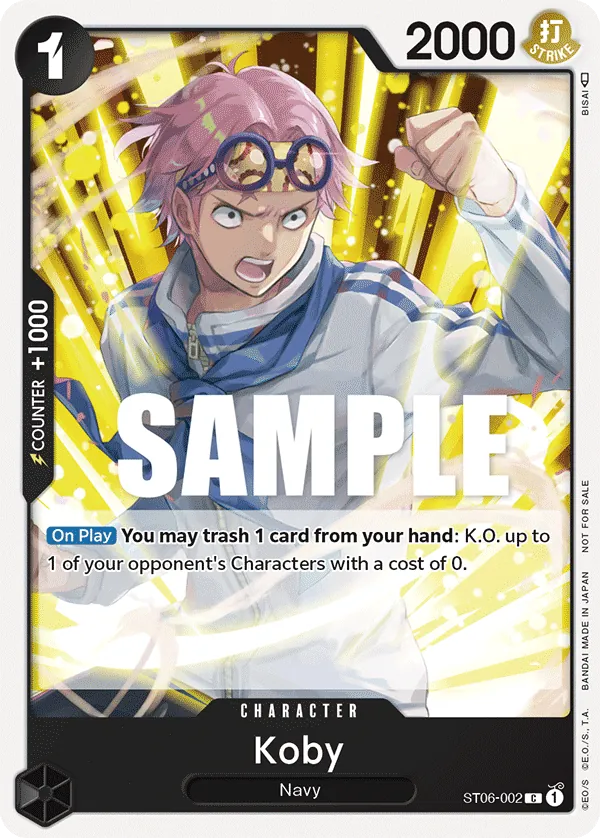 1
2000
打
STRIKE
BISAI
COUNTER +1000
SAMPLE
On Play You may trash 1 card from your hand: K.O. up to
1 of your opponent's Characters with a cost of 0.
CHARACTER
Koby
Navy
ST06-002 C 1
©EO/S ©E.O./S., T.A. BANDAI MADE IN JAPAN NOT FOR SALE